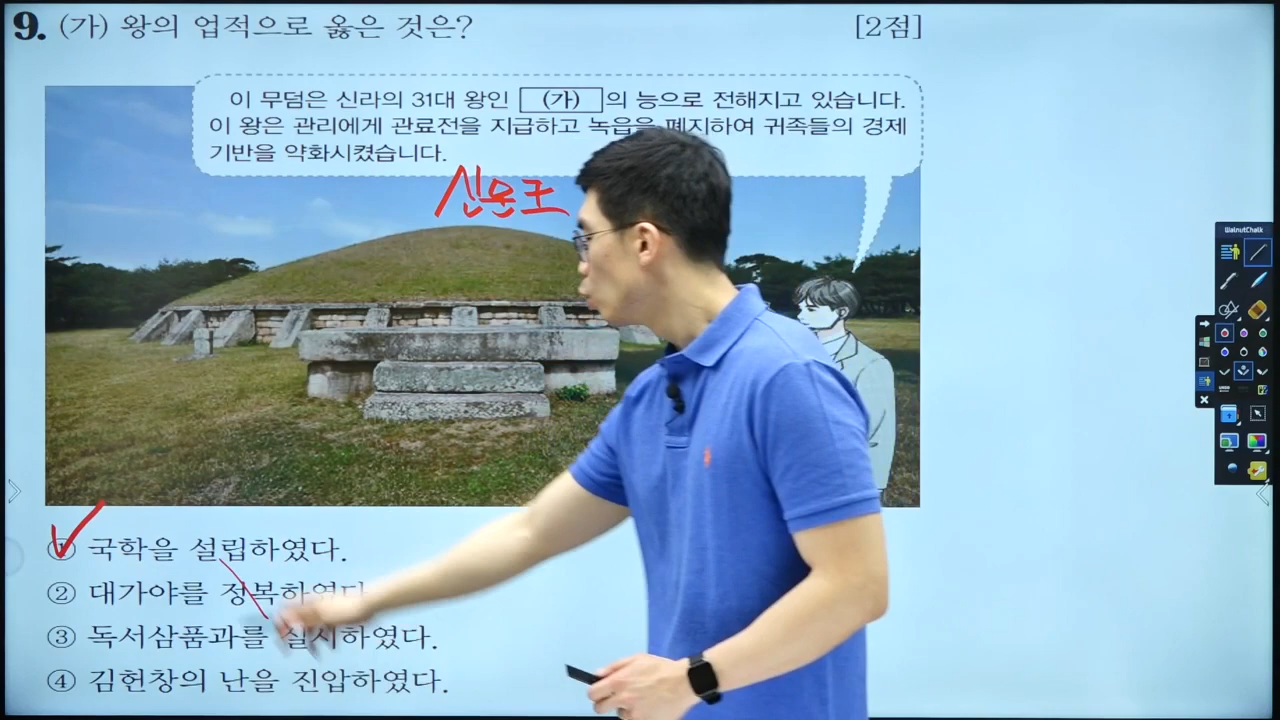 9. (가) 왕의 업적으로 옳은 것은? [2점]
이 무덤은 신라의 31대 왕인 (가) 의 능으로 전해지고 있습니다.
이 왕은 관리에게 관료전을 지급하고 녹읍을 폐지하여 귀족들의 경제
기반을 약화시켰습니다.
신문王
① 국학을 설립하였다.
② 대가야를 정복하였다
③ 독서삼품과를 실시하였다.
④ 김헌창의 난을 진압하였다.
WalnutChalk